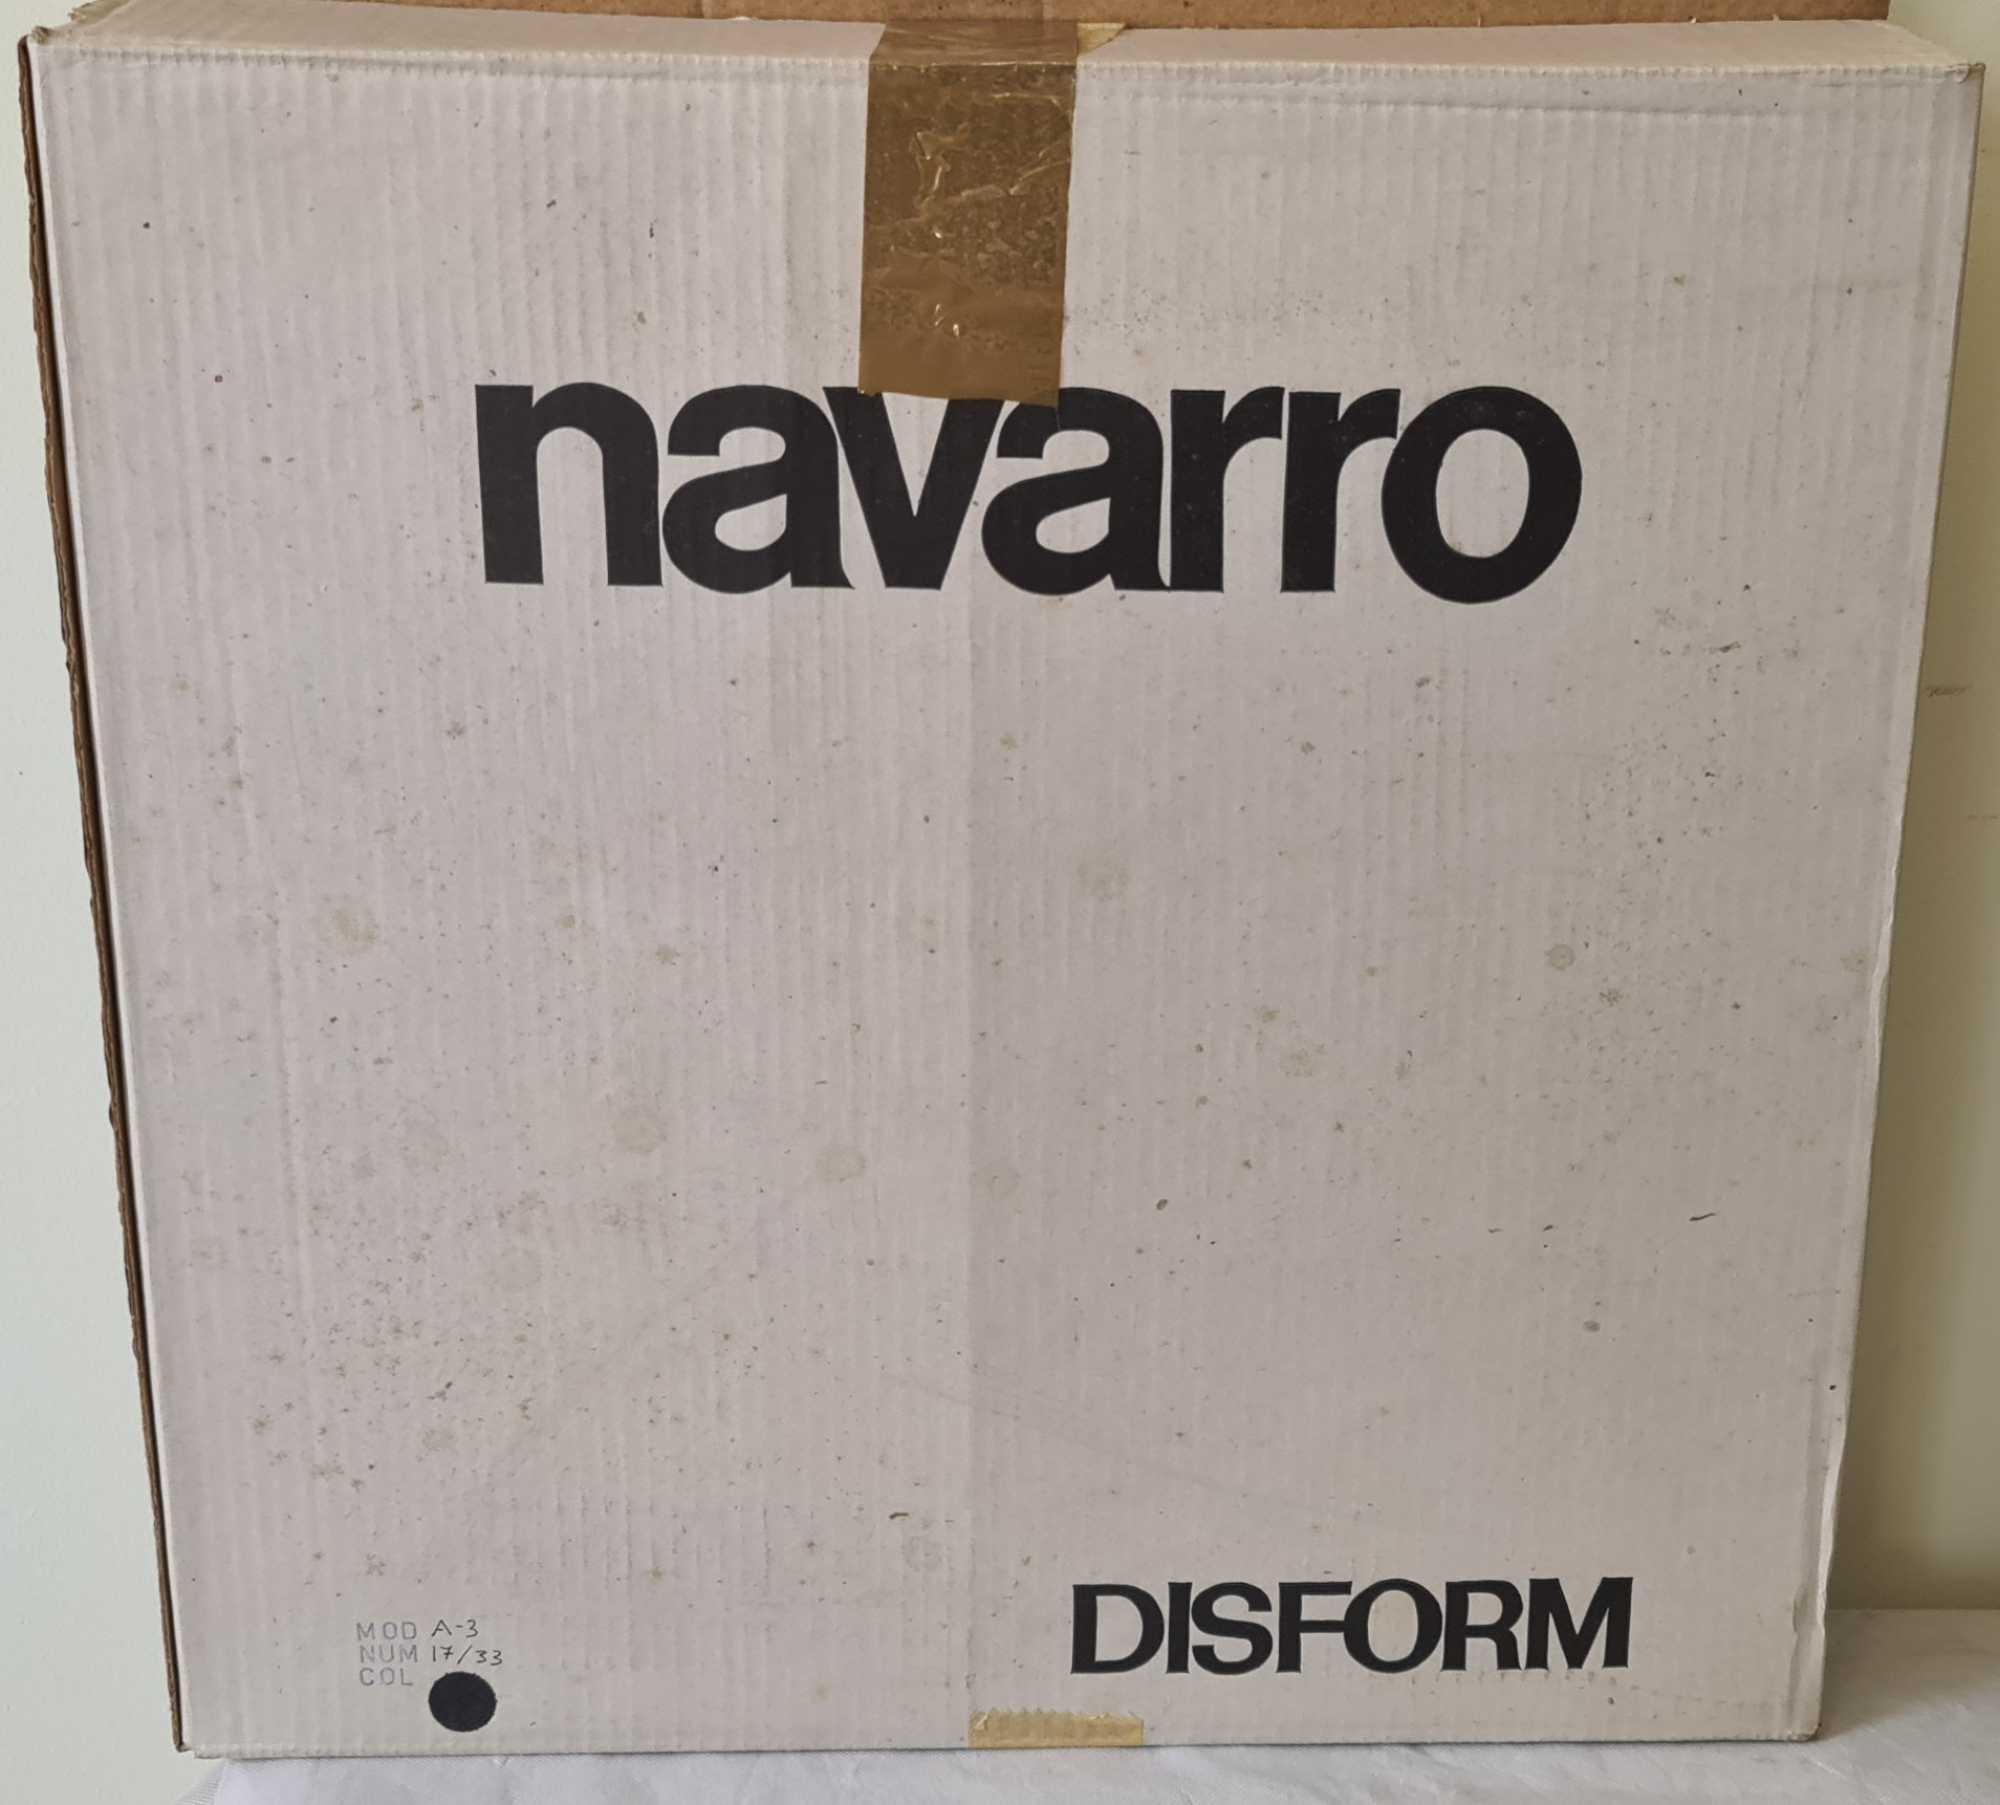 navarro
DISFORM
MOD A-3
NUM 17/33
COL